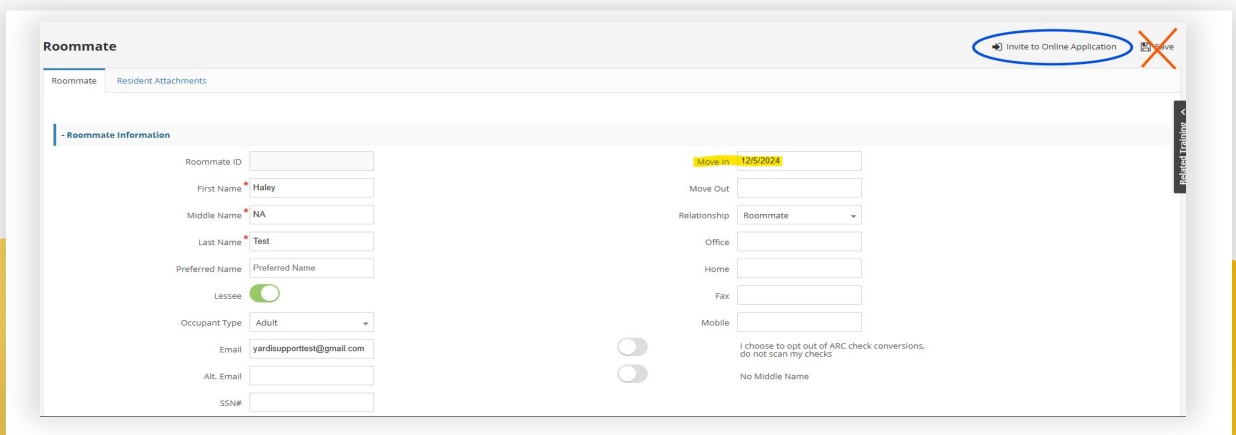 Roommate
Invite to Online Application
Save
Roommate
Resident Attachments
- Roommate Information
Roommate ID
Move In 12/5/2024
First Name * Haley
Move Out
Middle Name * NA
Relationship Roommate
Last Name * Test
Office
Preferred Name Preferred Name
Home
Lessee
Fax
Occupant Type Adult
Mobile
Email yardisupporttest@gmail.com
I choose to opt out of ARC check conversions,
do not scan my checks
Alt. Email
No Middle Name
SSN#
Related Training